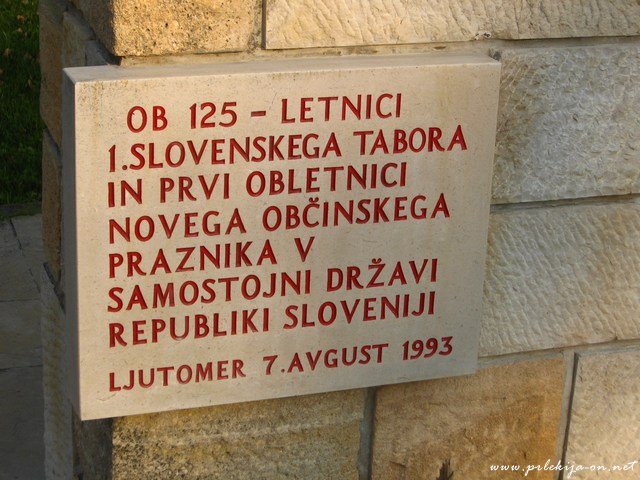 OB 125 - LETNICI
1.SLOVENSKEGA TABORA
IN PRVI OBLETNICI
NOVEGA OBČINSKEGA
PRAZNIKA V
SAMOSTOJNI DRŽAVI
REPUBLIKI SLOVENIJI
LJUTOMER 7.AVGUST 1993
www.prlekija-on.net